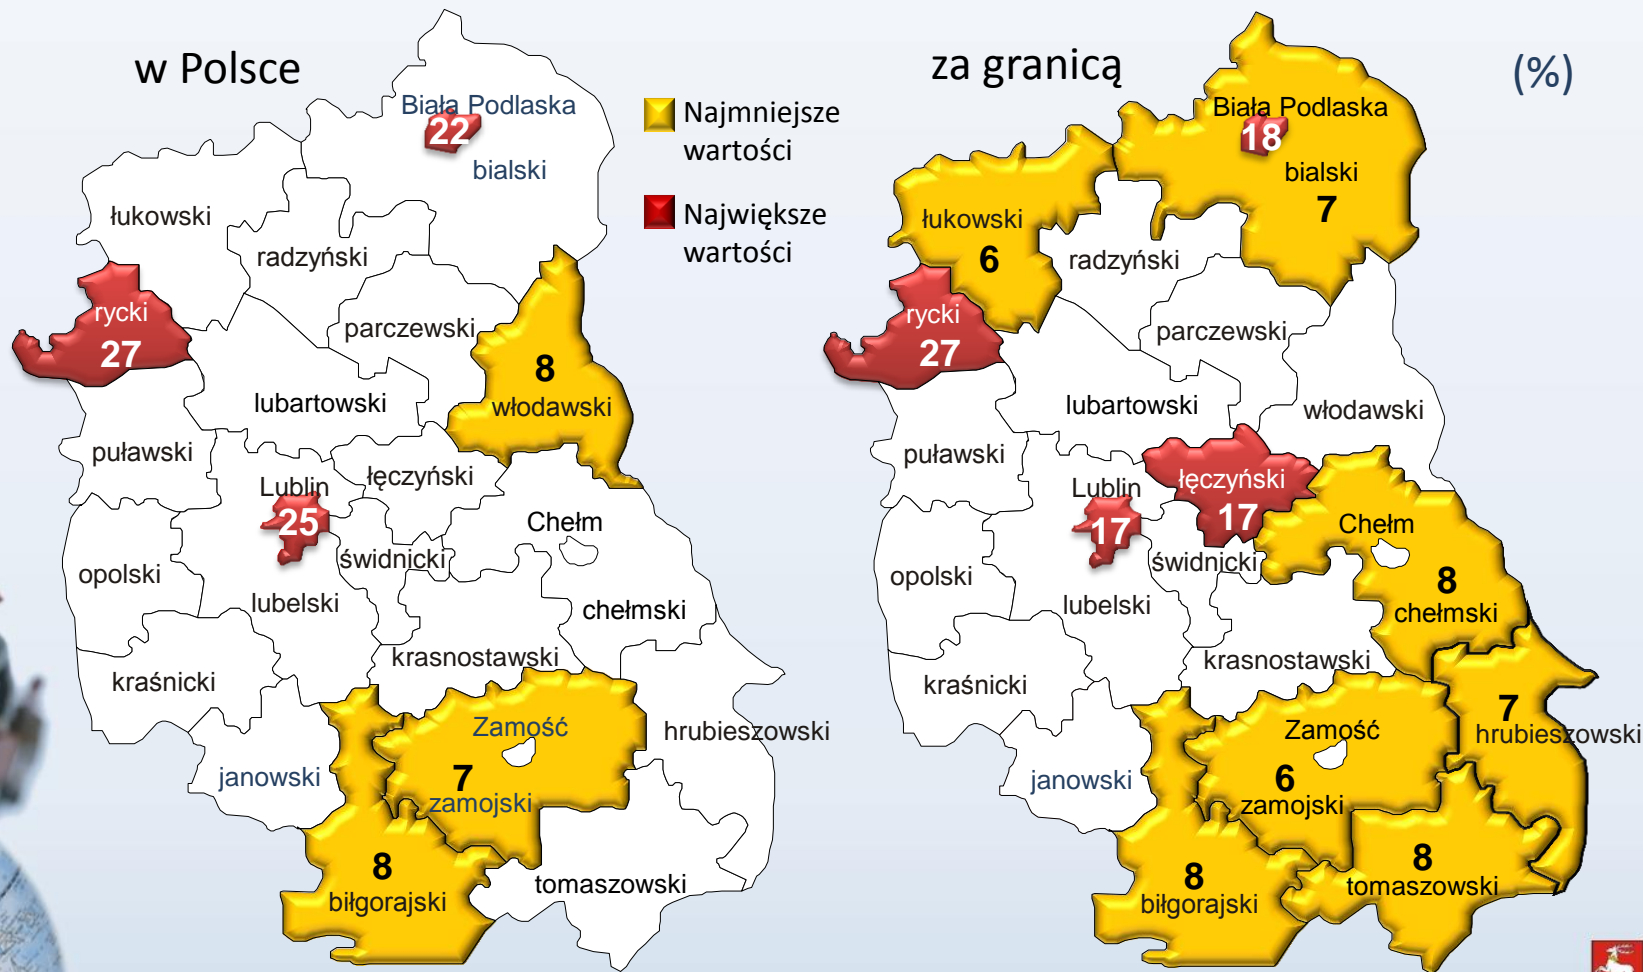 w Polsce
Biała Podlaska
22
bialski
łukowski
radzyński
rycki
27
parczewski
8
włodawski
lubartowski
puławski
łęczyński
Lublin
25
Chełm
świdnicki
opolski
lubelski
chełmski
krasnostawski
kraśnicki
Zamość
hrubieszowski
7
zamojski
janowski
8
biłgorajski
tomaszowski
Najmniejsze
wartości
Największe
wartości
za granicą
(%)
Biała Podlaska
18
bialski
7
łukowski
6
radzyński
rycki
27
parczewski
lubartowski
włodawski
puławski
łęczyński
17
Lublin
17
Chełm
świdnicki
opolski
8
chełmski
lubelski
krasnostawski
kraśnicki
7
hrubieszowski
Zamość
6
zamojski
janowski
8
biłgorajski
8
tomaszowski